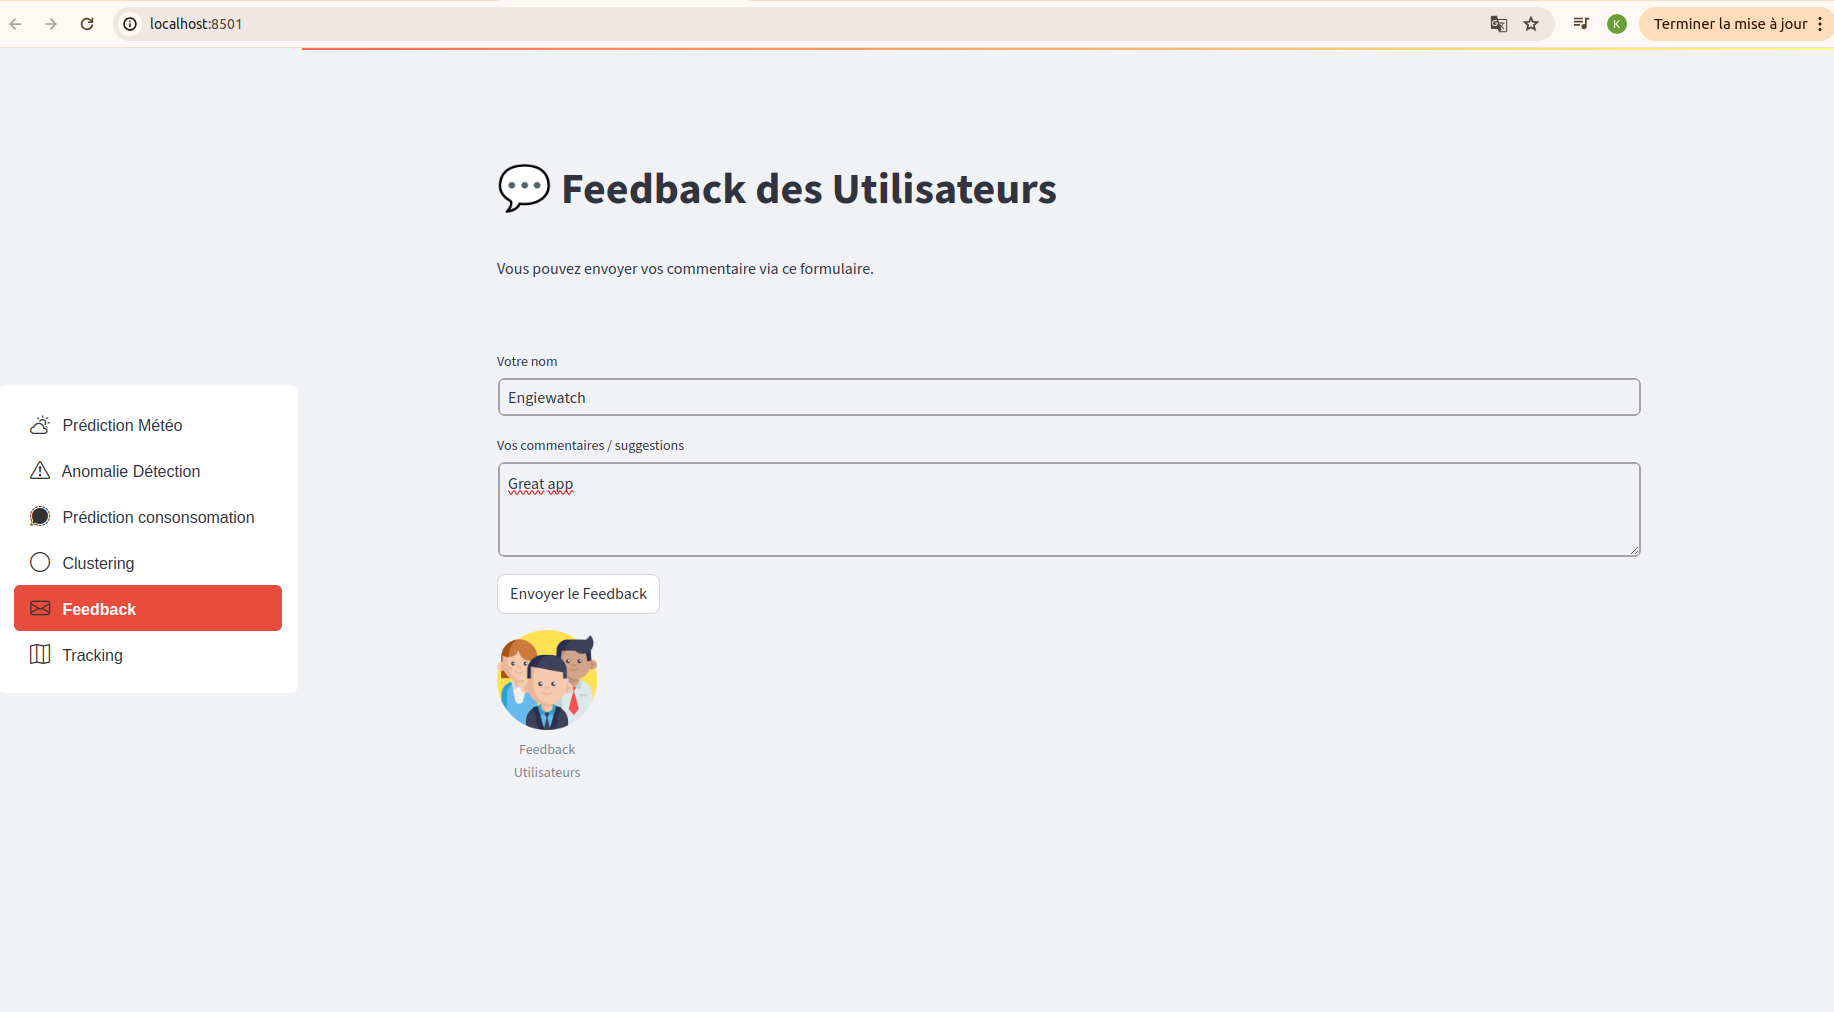 localhost:8501
K
Terminer la mise à jour
💬 Feedback des Utilisateurs
Vous pouvez envoyer vos commentaire via ce formulaire.
Votre nom
Engiewatch
Vos commentaires / suggestions
Great app
Envoyer le Feedback
Feedback
Utilisateurs
Prédiction Météo
Anomalie Détection
Prédiction consonsomation
Clustering
Feedback
Tracking